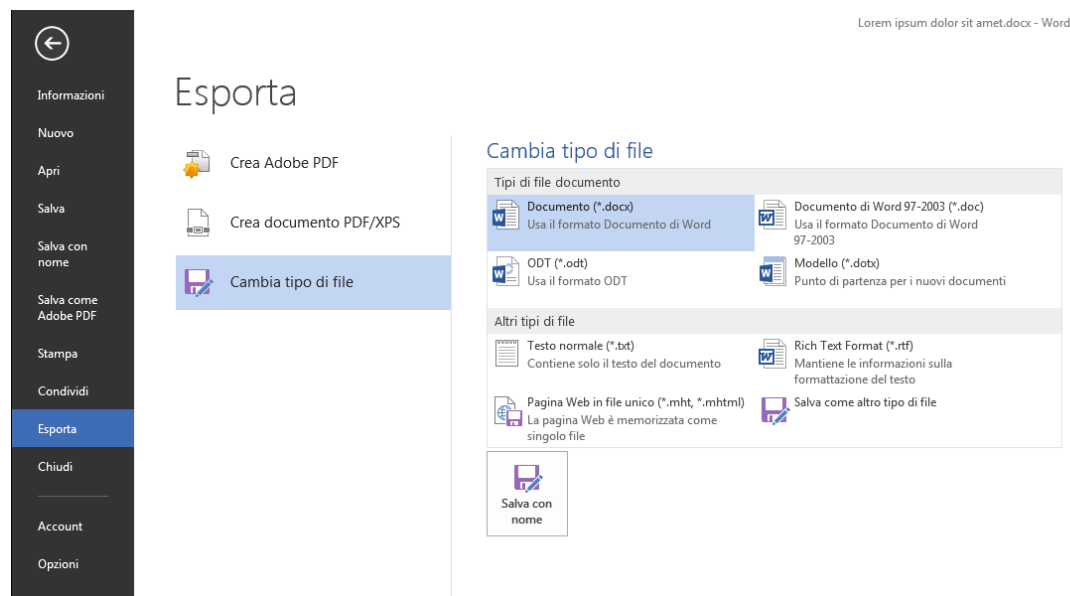 Lorem ipsum dolor sit amet.docx - Word
Informazioni
Nuovo
Apri
Salva
Salva con
nome
Salva come
Adobe PDF
Stampa
Condividi
Esporta
Chiudi
Account
Opzioni
Esporta
Crea Adobe PDF
Crea documento PDF/XPS
Cambia tipo di file
Cambia tipo di file
Tipi di file documento
Documento (*.docx)
Usa il formato Documento di Word
Documento di Word 97-2003 (*.doc)
Usa il formato Documento di Word
97-2003
ODT (*.odt)
Usa il formato ODT
Modello (*.dotx)
Punto di partenza per i nuovi documenti
Altri tipi di file
Testo normale (*.txt)
Contiene solo il testo del documento
Rich Text Format (*.rtf)
Mantiene le informazioni sulla
formattazione del testo
Pagina Web in file unico (*.mht, *.mhtml)
La pagina Web è memorizzata come
singolo file
Salva come altro tipo di file
Salva con
nome